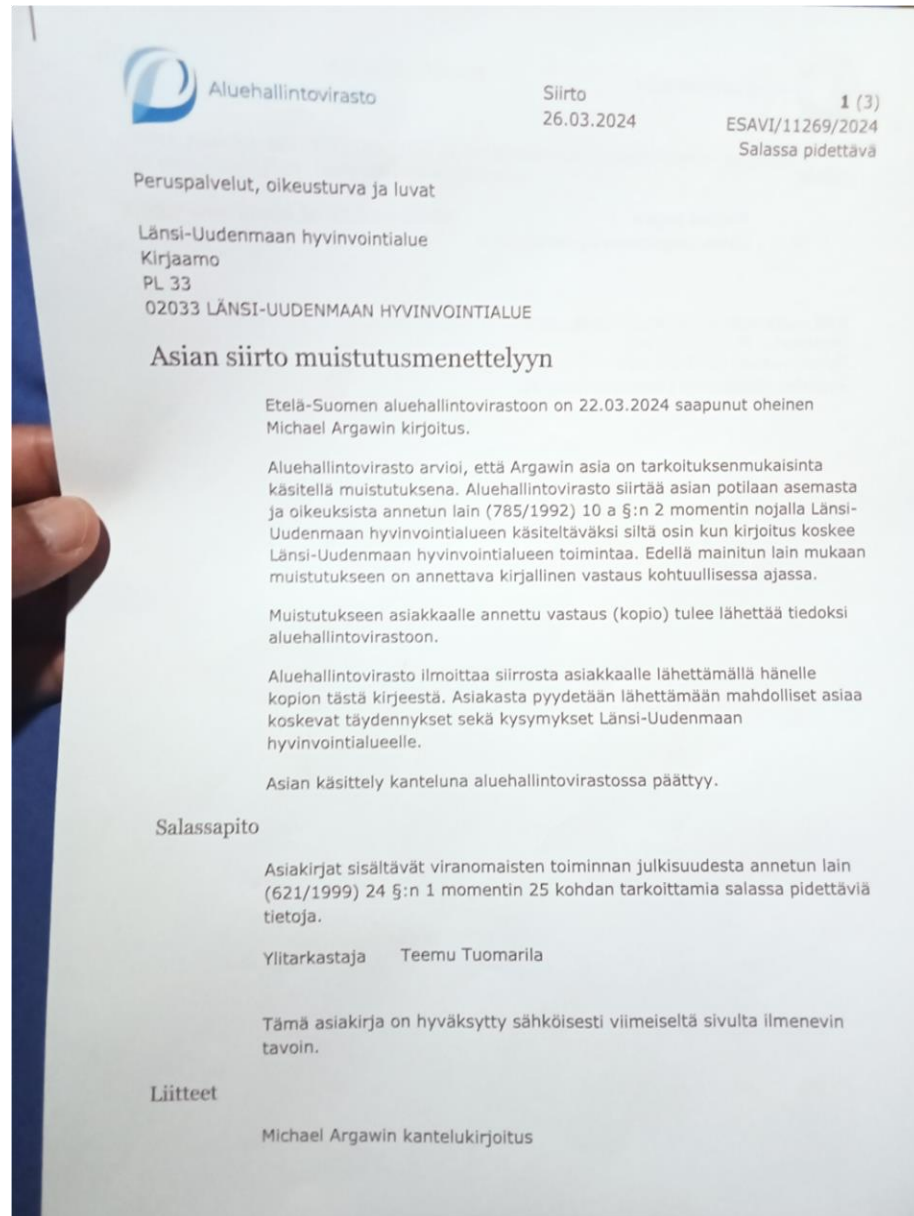 Aluehallintovirasto
Siirto
26.03.2024
1 (3)
ESAVI/11269/2024
Salassa pidettävä
Peruspalvelut, oikeusturva ja luvat
Länsi-Uudenmaan hyvinvointialue
Kirjaamo
PL 33
02033 LÄNSI-UUDENMAAN HYVINVOINTIALUE
Asian siirto muistutusmenettelyyn
Etelä-Suomen aluehallintovirastoon on 22.03.2024 saapunut oheinen
Michael Argawin kirjoitus.
Aluehallintovirasto arvioi, että Argawin asia on tarkoituksenmukaisinta
käsitellä muistutuksena. Aluehallintovirasto siirtää asian potilaan asemasta
ja oikeuksista annetun lain (785/1992) 10 a §:n 2 momentin nojalla Länsi-
Uudenmaan hyvinvointialueen käsiteltäväksi siltä osin kun kirjoitus koskee
Länsi-Uudenmaan hyvinvointialueen toimintaa. Edellä mainitun lain mukaan
muistutukseen on annettava kirjallinen vastaus kohtuullisessa ajassa.
Muistutukseen asiakkaalle annettu vastaus (kopio) tulee lähettää tiedoksi
aluehallintovirastoon.
Aluehallintovirasto ilmoittaa siirrosta asiakkaalle lähettämällä hänelle
kopion tästä kirjeestä. Asiakasta pyydetään lähettämään mahdolliset asiaa
koskevat täydennykset sekä kysymykset Länsi-Uudenmaan
hyvinvointialueelle.
Asian käsittely kanteluna aluehallintovirastossa päättyy.
Salassapito
Asiakirjat sisältävät viranomaisten toiminnan julkisuudesta annetun lain
(621/1999) 24 §:n 1 momentin 25 kohdan tarkoittamia salassa pidettäviä
tietoja.
Ylitarkastaja Teemu Tuomarila
Tämä asiakirja on hyväksytty sähköisesti viimeiseltä sivulta ilmenevin
tavoin.
Liitteet
Michael Argawin kantelukirjoitus